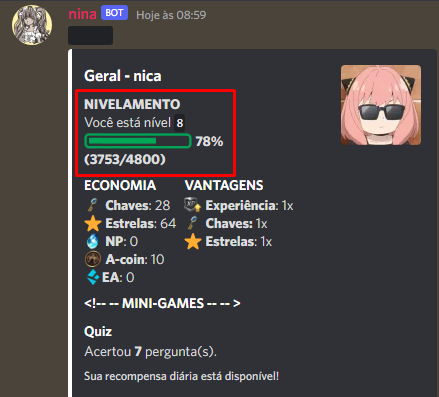 nina BOT Hoje às 08:59
Geral - nica
NIVELAMENTO
Você está nível 8
78%
(3753/4800)
ECONOMIA VANTAGENS
Chaves: 28 Experiência: 1x
Estrelas: 64 Chaves: 1x
NP: 0 Estrelas: 1x
A-coin: 10
EA: 0
<!-- -- MINI-GAMES -- -- >
Quiz
Acertou 7 pergunta(s).
Sua recompensa diária está disponível!